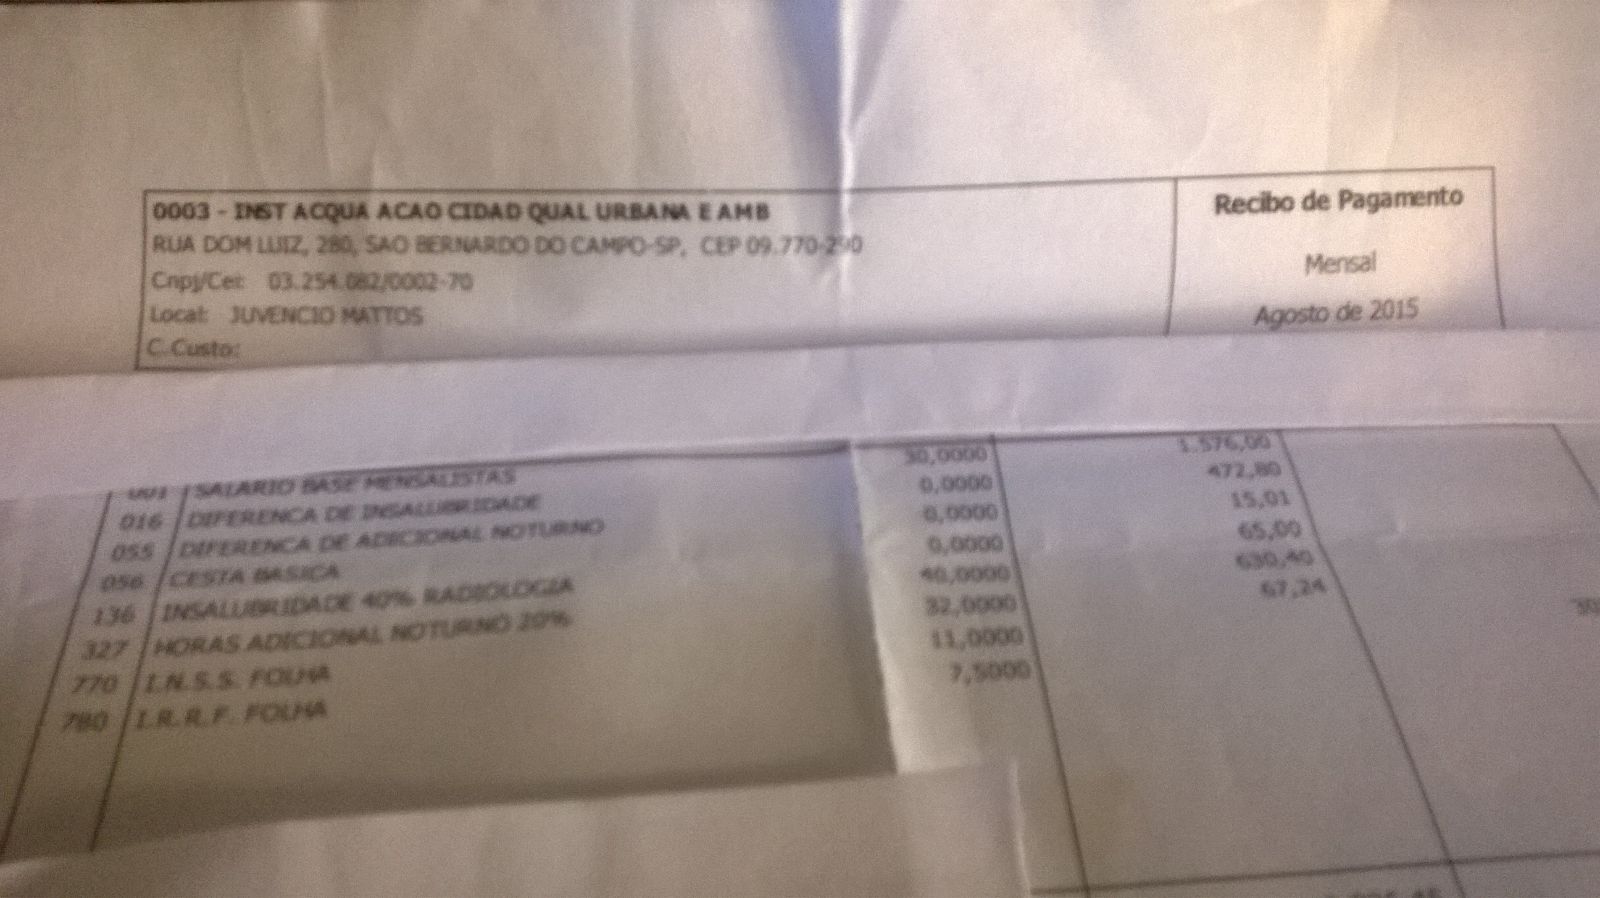 0003 - INST ACQUA ACAO CIDAD QUAL URBANA E AMB
RUA DOM LUIZ, 280, SAO BERNARDO DO CAMPO-SP, CEP 09.770-290
Cnpj/Cei: 03.254.082/0002-70
Local: JUVENCIO MATTOS
C.Custo:
Recibo de Pagamento
Mensal
Agosto de 2015
001 SALARIO BASE MENSALISTAS 30,0000 1.576,00
016 DIFERENCA DE INSALUBRIDADE 0,0000 472,80
055 DIFERENCA DE ADICIONAL NOTURNO 0,0000 15,01
056 CESTA BASICA 0,0000 65,00
136 INSALUBRIDADE 40% RADIOLOGIA 40,0000 630,40
327 HORAS ADICIONAL NOTURNO 20% 32,0000 67,24
770 I.N.S.S. FOLHA 11,0000
780 I.R.R.F. FOLHA 7,5000